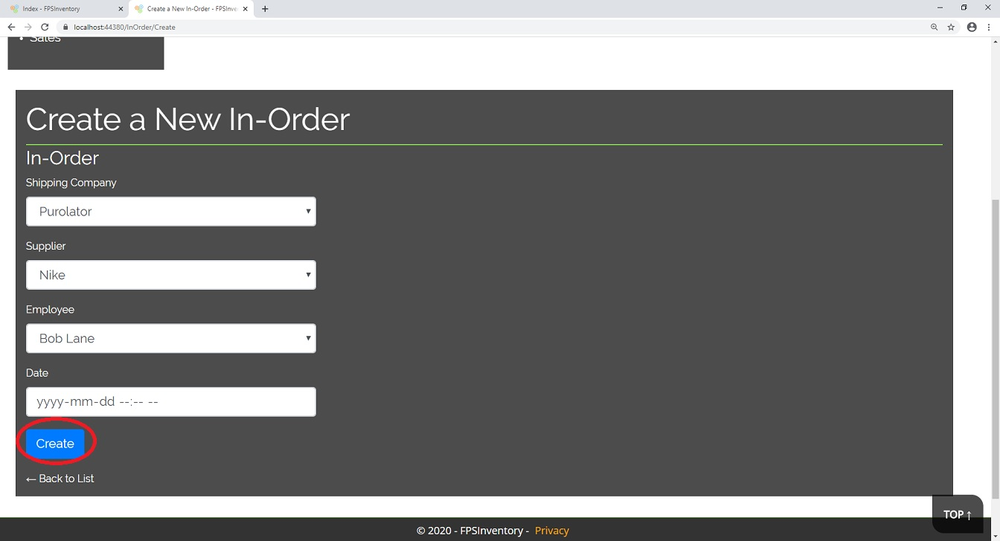 Index - FPSInventory
Create a New In-Order - FPSInve
localhost:44380/InOrder/Create
• Sales
Create a New In-Order
In-Order
Shipping Company
Purolator
Supplier
Nike
Employee
Bob Lane
Date
yyyy-mm-dd --:-- --
Create
← Back to List
TOP ↑
© 2020 - FPSInventory - Privacy